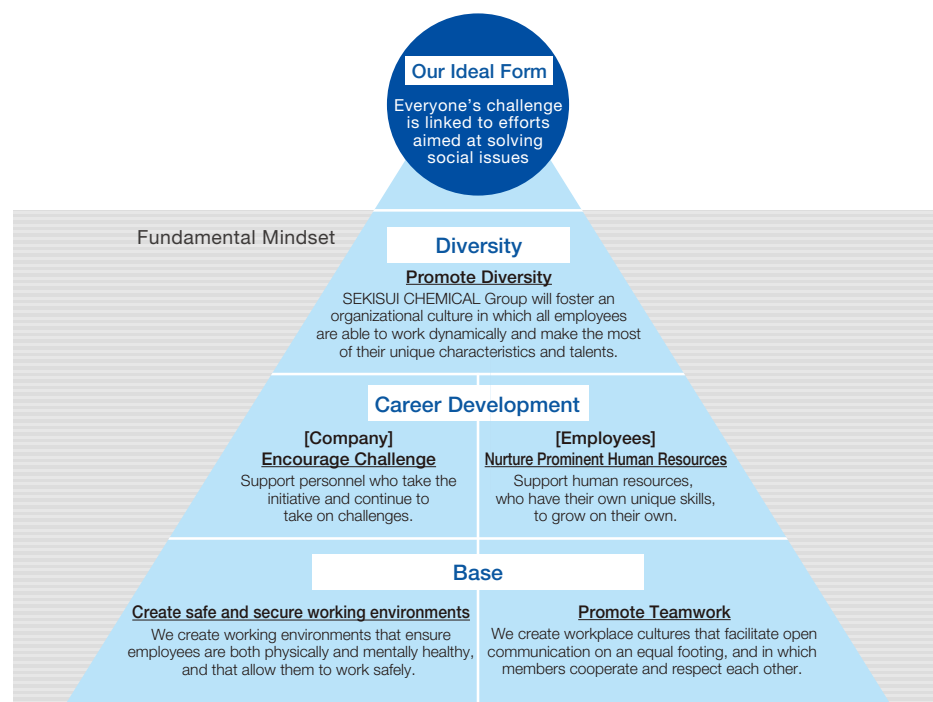 Our Ideal Form
Everyone's challenge
is linked to efforts
aimed at solving
social issues
Fundamental Mindset
Diversity
Promote Diversity
SEKISUI CHEMICAL Group will foster an
organizational culture in which all employees
are able to work dynamically and make the most
of their unique characteristics and talents.
Career Development
[Company]
Encourage Challenge
Support personnel who take the
initiative and continue to
take on challenges.
[Employees]
Nurture Prominent Human Resources
Support human resources,
who have their own unique skills,
to grow on their own.
Base
Create safe and secure working environments
We create working environments that ensure
employees are both physically and mentally healthy,
and that allow them to work safely.
Promote Teamwork
We create workplace cultures that facilitate open
communication on an equal footing, and in which
members cooperate and respect each other.